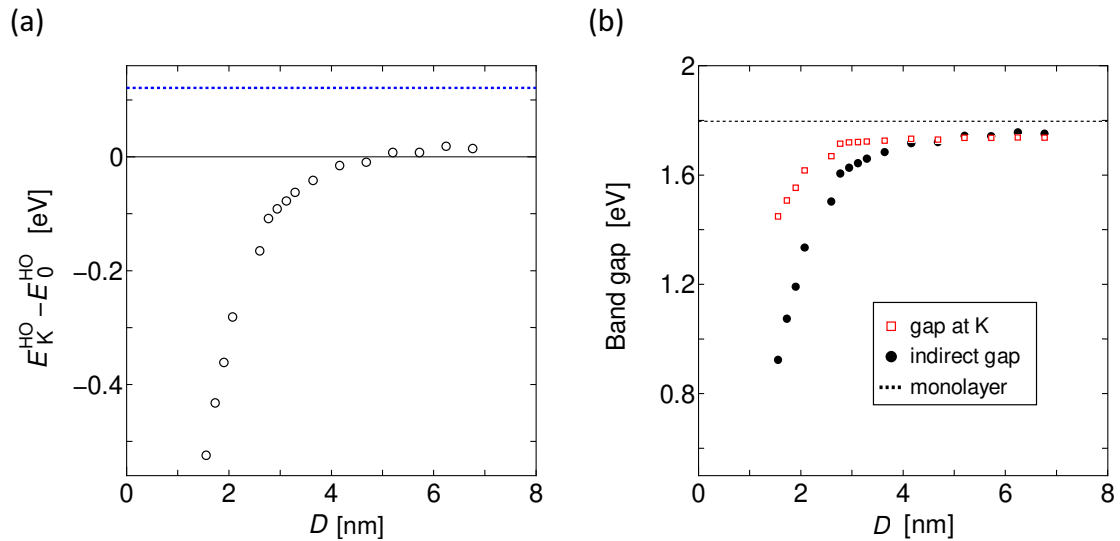 (a)
(b)
0
−0.2
−0.4
E_K^HO − E_0^HO [eV]
0 2 4 6 8
D [nm]
2
1.6
1.2
0.8
Band gap [eV]
gap at K
indirect gap
monolayer
0 2 4 6 8
D [nm]